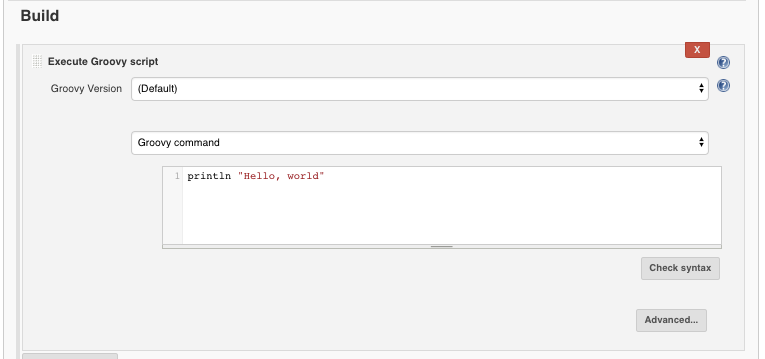 Build
X
Execute Groovy script
?
Groovy Version (Default)
?
Groovy command
1 println "Hello, world"
Check syntax
Advanced...